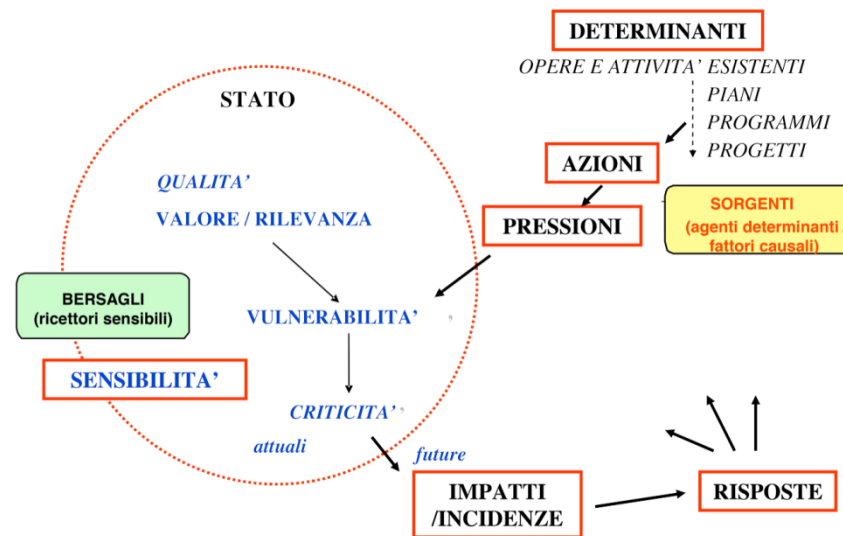 DETERMINANTI
OPERE E ATTIVITA' ESISTENTI
PIANI
PROGRAMMI
PROGETTI
STATO
AZIONI
QUALITA'
SORGENTI
(agenti determinanti /
fattori causali)
VALORE / RILEVANZA
PRESSIONI
BERSAGLI
(ricettori sensibili)
VULNERABILITA' ,
SENSIBILITA'
CRITICITA' ,
attuali
future
IMPATTI
/INCIDENZE
RISPOSTE